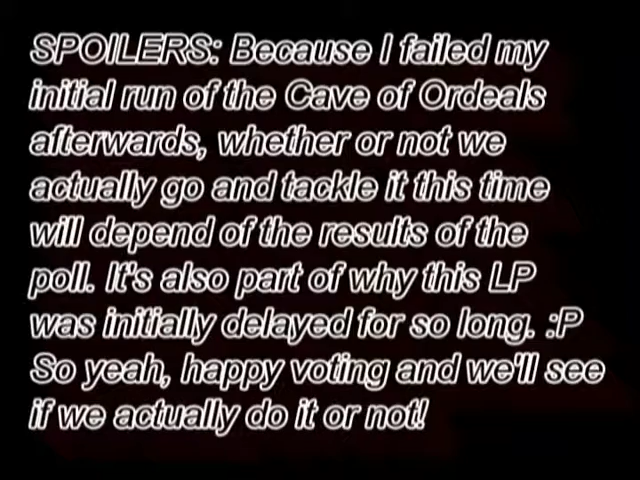 SPOILERS: Because I failed my
initial run of the Cave of Ordeals
afterwards, whether or not we
actually go and tackle it this time
will depend of the results of the
poll. It's also part of why this LP
was initially delayed for so long. :P
So yeah, happy voting and we'll see
if we actually do it or not!